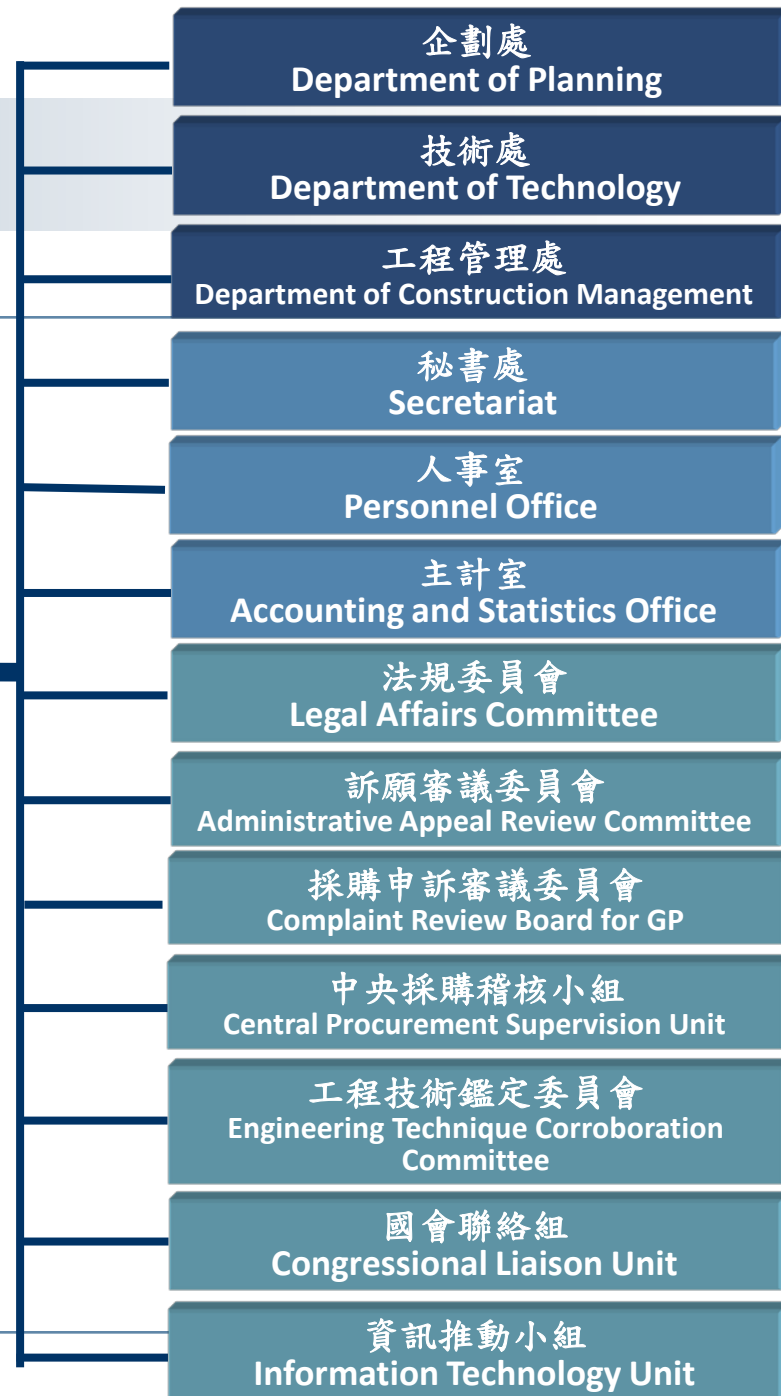 企劃處
Department of Planning
技術處
Department of Technology
工程管理處
Department of Construction Management
秘書處
Secretariat
人事室
Personnel Office
主計室
Accounting and Statistics Office
法規委員會
Legal Affairs Committee
訴願審議委員會
Administrative Appeal Review Committee
採購申訴審議委員會
Complaint Review Board for GP
中央採購稽核小組
Central Procurement Supervision Unit
工程技術鑑定委員會
Engineering Technique Corroboration
Committee
國會聯絡組
Congressional Liaison Unit
資訊推動小組
Information Technology Unit